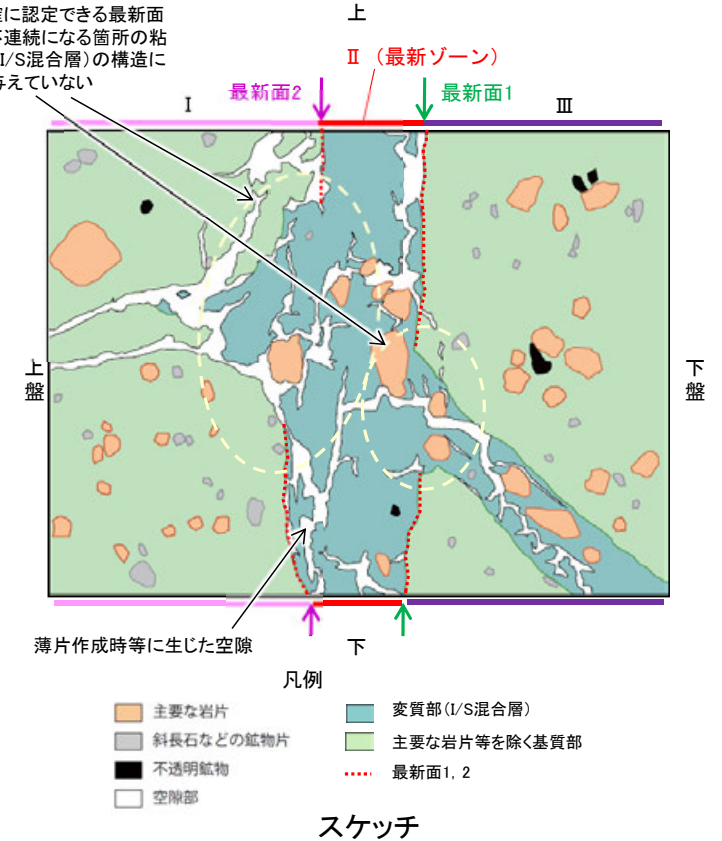 上
に認定できる最新面
不連続になる箇所の粘
I/S混合層)の構造に
えていない
Ⅱ (最新ゾーン)
最新面2
最新面1
Ⅰ
Ⅲ
上盤
下盤
薄片作成時等に生じた空隙
下
凡例
主要な岩片
斜長石などの鉱物片
不透明鉱物
空隙部
変質部(I/S混合層)
主要な岩片等を除く基質部
最新面1, 2
スケッチ